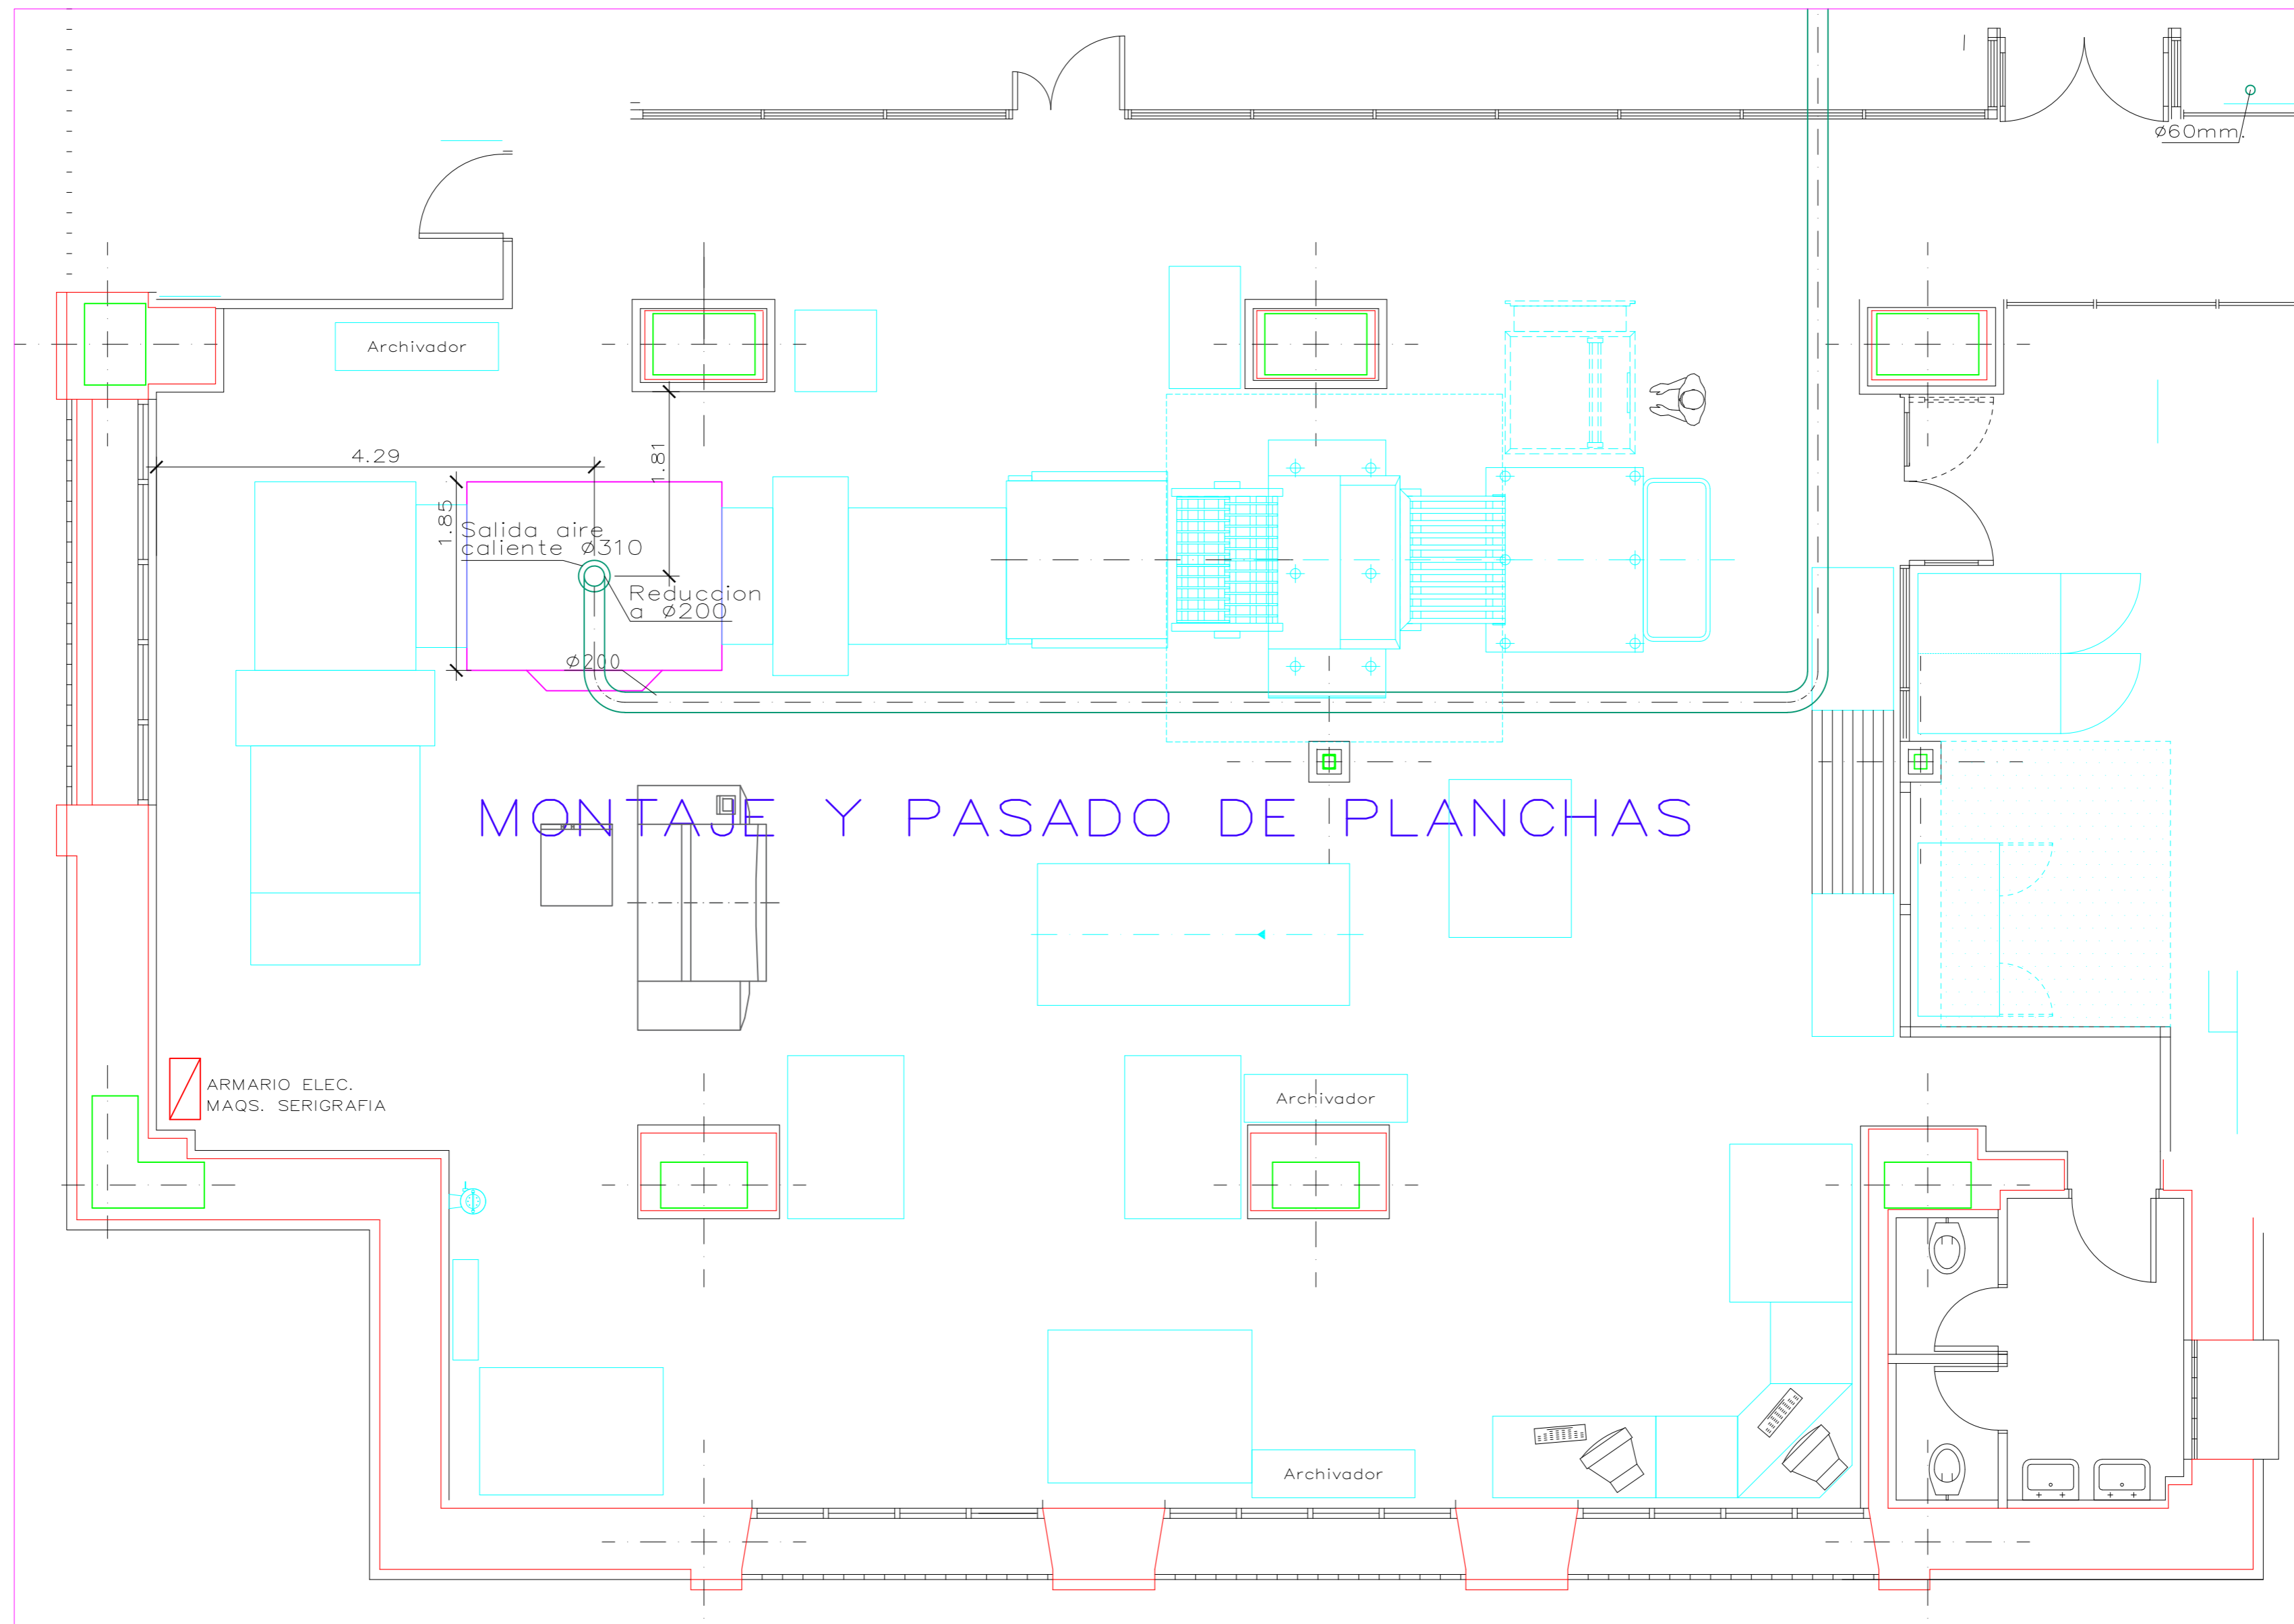 ø60mm.
Archivador
4.29
1.81
1.85
Salida aire
caliente ø310
Reduccion
a ø200
ø200
MONTAJE Y PASADO DE PLANCHAS
ARMARIO ELEC.
MAQS. SERIGRAFIA
Archivador
Archivador